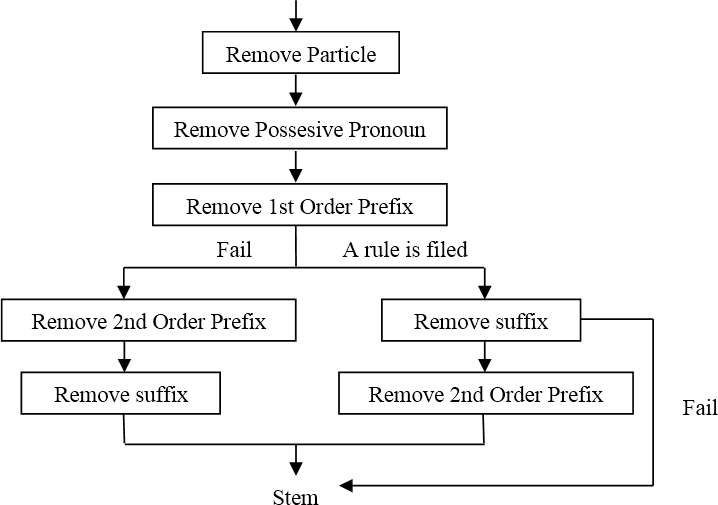 Remove Particle
Remove Possesive Pronoun
Remove 1st Order Prefix
Fail
A rule is filed
Remove 2nd Order Prefix
Remove suffix
Remove suffix
Remove 2nd Order Prefix
Fail
Stem